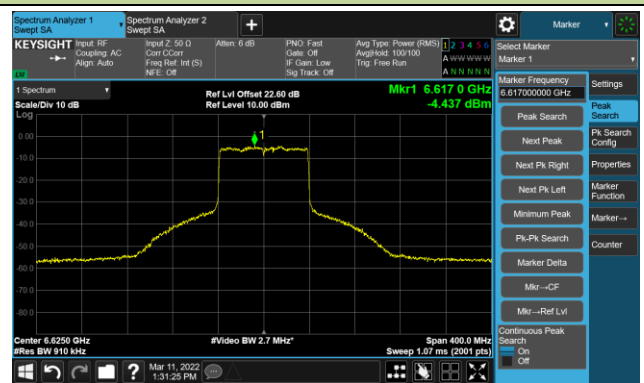 Spectrum Analyzer 1
Swept SA
Spectrum Analyzer 2
Swept SA
+
Marker
KEYSIGHT
Input: RF
Coupling: AC
Align: Auto
Input Z: 50 Ω
Corr CCorr
Freq Ref: Int (S)
NFE: Off
Atten: 6 dB
PNO: Fast
Gate: Off
IF Gain: Low
Sig Track: Off
Avg Type: Power (RMS)
Avg|Hold: 100/100
Trig: Free Run
1 2 3 4 5 6
A W W W W W
A N N N N N
LW
Select Marker
Marker 1
1 Spectrum
Scale/Div 10 dB
Ref Lvl Offset 22.60 dB
Ref Level 10.00 dBm
Mkr1 6.617 0 GHz
-4.437 dBm
Log
0.00
-10.0
-20.0
-30.0
-40.0
-50.0
-60.0
-70.0
-80.0
1
Center 6.6250 GHz
#Res BW 910 kHz
#Video BW 2.7 MHz*
Span 400.0 MHz
Sweep 1.07 ms (2001 pts)
Marker Frequency
6.617000000 GHz
Peak Search
Next Peak
Next Pk Right
Next Pk Left
Minimum Peak
Pk-Pk Search
Marker Delta
Mkr→CF
Mkr→Ref Lvl
Continuous Peak
Search
On
Off
Settings
Peak
Search
Pk Search
Config
Properties
Marker
Function
Marker→
Counter
?
Mar 11, 2022
1:31:25 PM